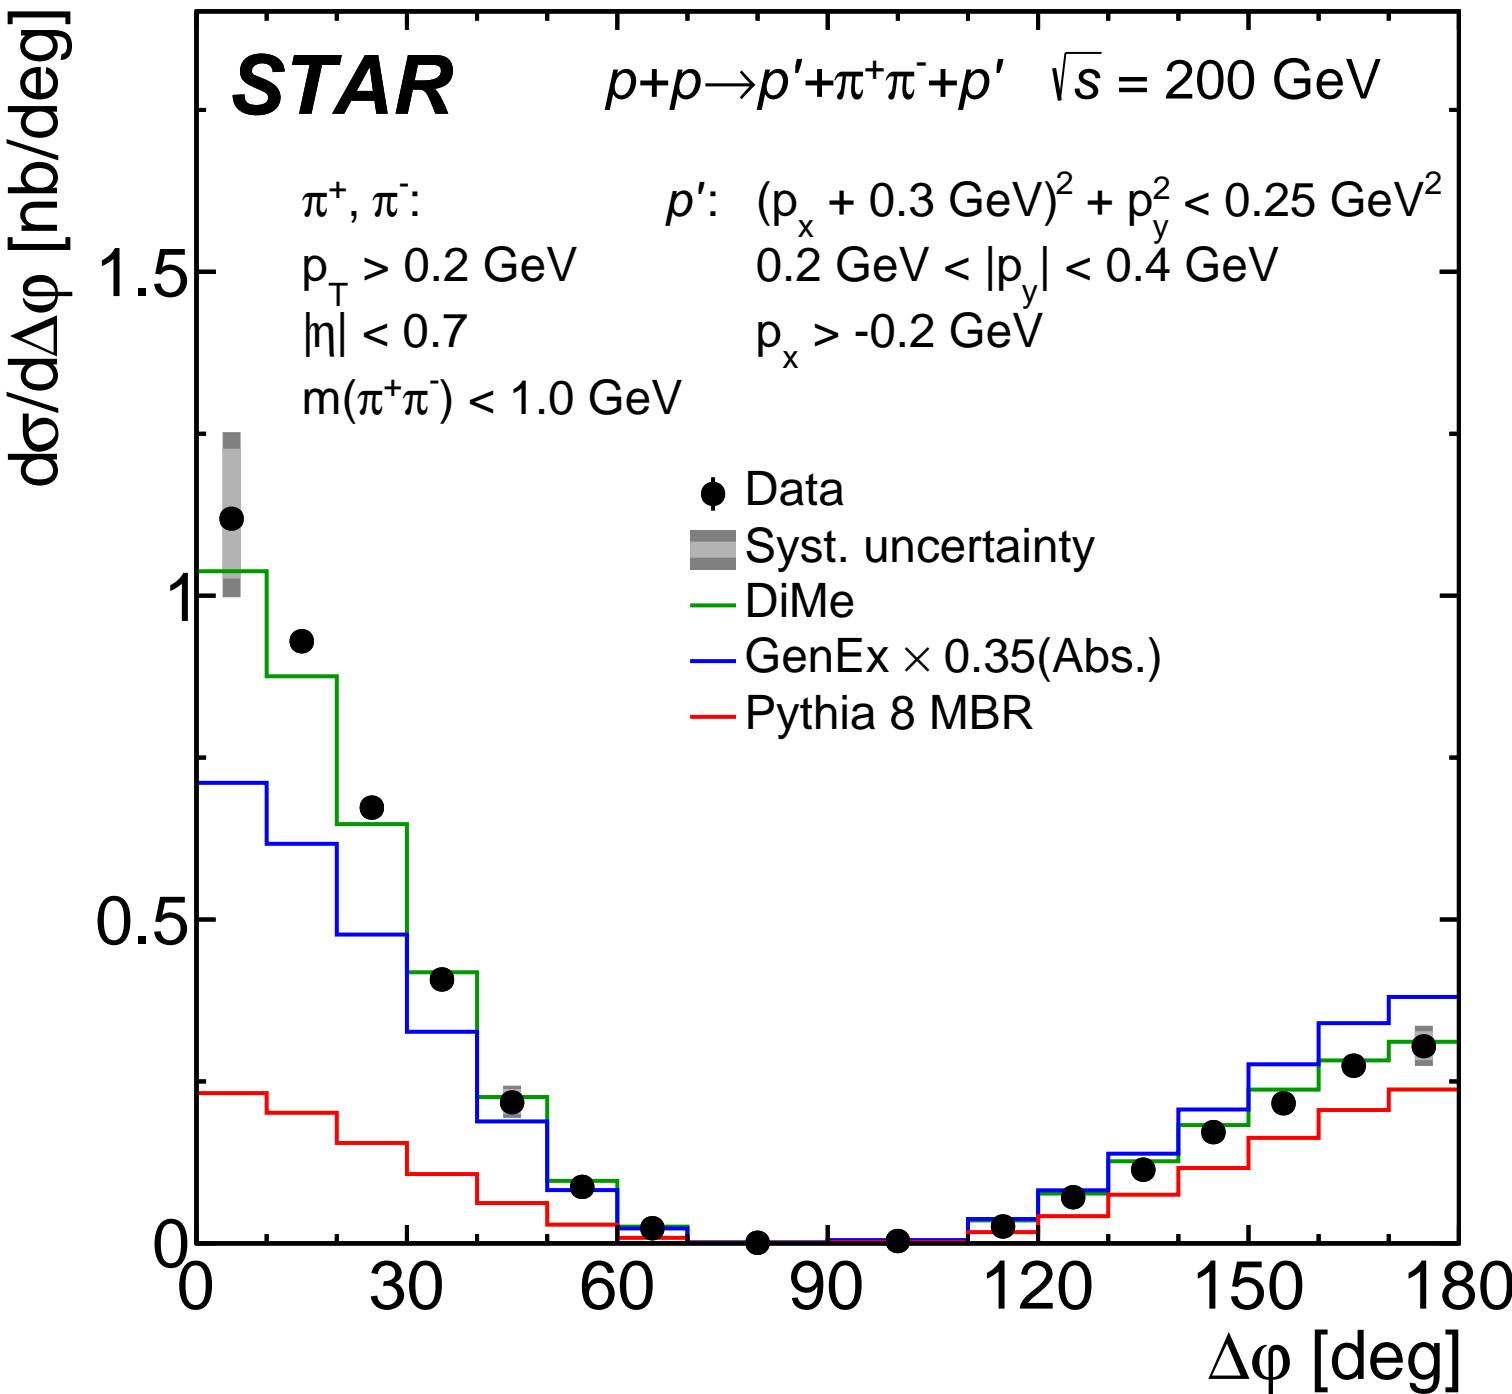 dσ/dΔφ [nb/deg]
STAR p+p→p′+π⁺π⁻+p′ √s = 200 GeV
π⁺, π⁻: p′: (pₓ + 0.3 GeV)² + p_y² < 0.25 GeV²
p_T > 0.2 GeV 0.2 GeV < |p_y| < 0.4 GeV
|η| < 0.7 pₓ > -0.2 GeV
m(π⁺π⁻) < 1.0 GeV
Data
Syst. uncertainty
DiMe
GenEx × 0.35(Abs.)
Pythia 8 MBR
1.5
1
0.5
0
0 30 60 90 120 150 180
Δφ [deg]